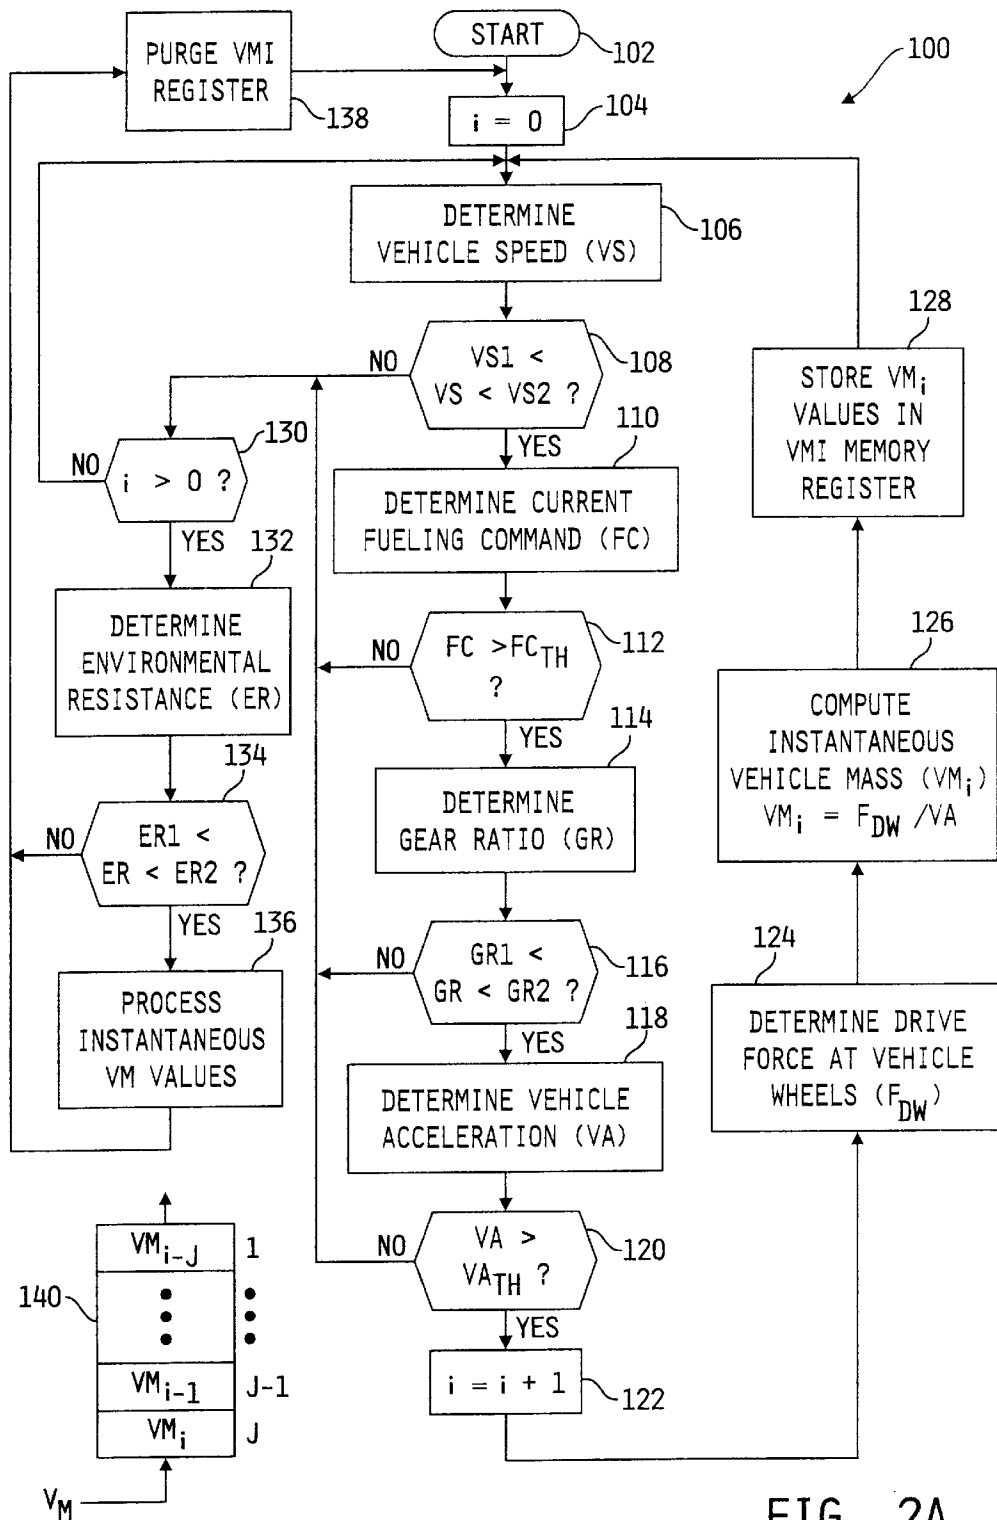 PURGE VMI
REGISTER
138
START
102
100
i = 0
104
DETERMINE
VEHICLE SPEED (VS)
106
VS1 <
VS < VS2 ?
108
NO
YES
128
STORE VMi
VALUES IN
VMI MEMORY
REGISTER
130
NO
i > 0 ?
YES
110
DETERMINE CURRENT
FUELING COMMAND (FC)
132
DETERMINE
ENVIRONMENTAL
RESISTANCE (ER)
NO
FC >FCTH
?
112
YES
126
COMPUTE
INSTANTANEOUS
VEHICLE MASS (VMi)
VMi = FDW /VA
114
DETERMINE
GEAR RATIO (GR)
134
NO
ER1 <
ER < ER2 ?
YES
136
PROCESS
INSTANTANEOUS
VM VALUES
NO
GR1 <
GR < GR2 ?
116
YES
124
DETERMINE DRIVE
FORCE AT VEHICLE
WHEELS (FDW)
118
DETERMINE VEHICLE
ACCELERATION (VA)
NO
VA >
VATH ?
120
YES
i = i + 1
122
140
VMi-J 1
VMi-1 J-1
VMi J
VM
FIG. 2A